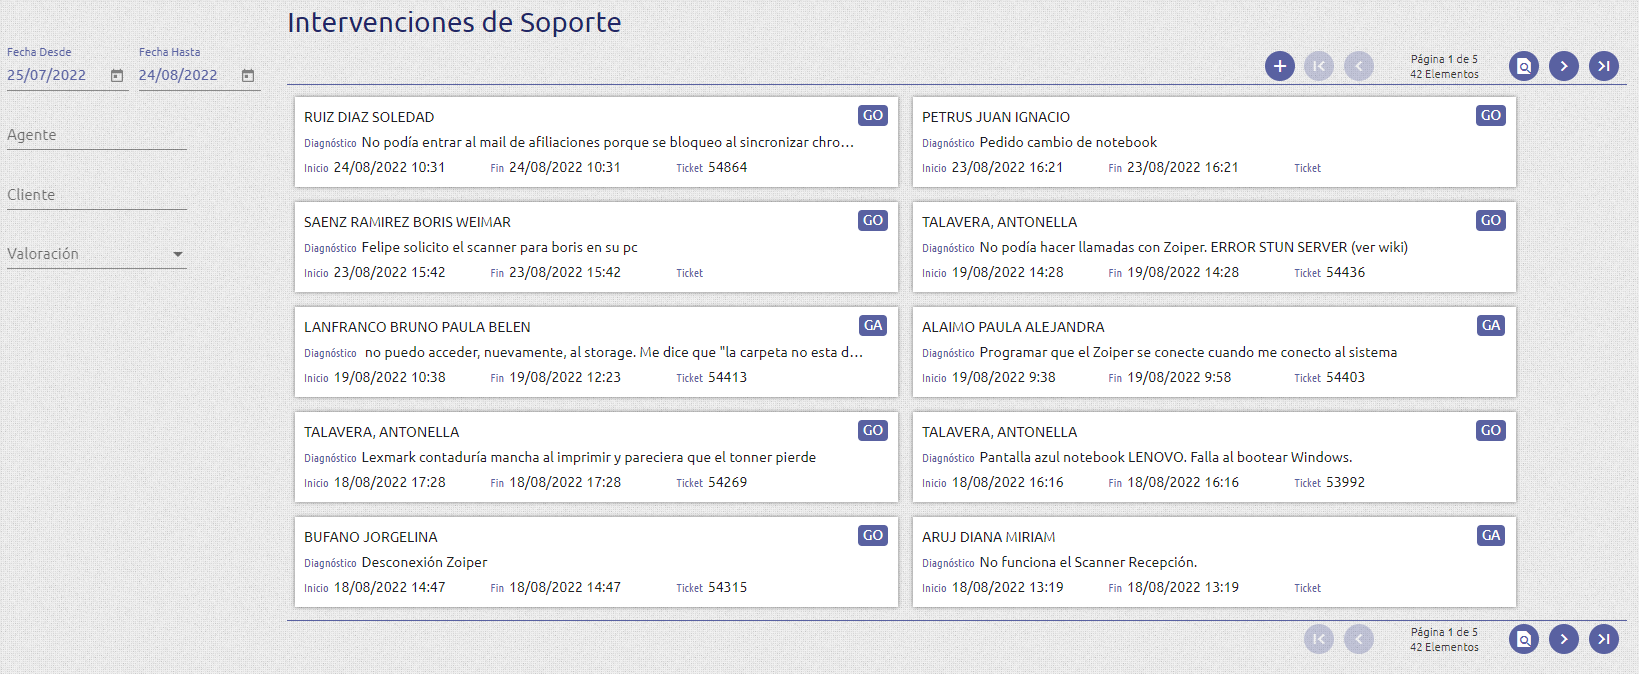 Intervenciones de Soporte
Fecha Desde
Fecha Hasta
25/07/2022
24/08/2022
Agente
Cliente
Valoración
Página 1 de 5
42 Elementos
RUIZ DIAZ SOLEDAD
GO
Diagnóstico No podía entrar al mail de afiliaciones porque se bloqueo al sincronizar chro...
Inicio 24/08/2022 10:31 Fin 24/08/2022 10:31 Ticket 54864
PETRUS JUAN IGNACIO
GO
Diagnóstico Pedido cambio de notebook
Inicio 23/08/2022 16:21 Fin 23/08/2022 16:21 Ticket
SAENZ RAMIREZ BORIS WEIMAR
GO
Diagnóstico Felipe solicito el scanner para boris en su pc
Inicio 23/08/2022 15:42 Fin 23/08/2022 15:42 Ticket
TALAVERA, ANTONELLA
GO
Diagnóstico No podía hacer llamadas con Zoiper. ERROR STUN SERVER (ver wiki)
Inicio 19/08/2022 14:28 Fin 19/08/2022 14:28 Ticket 54436
LANFRANCO BRUNO PAULA BELEN
GA
Diagnóstico no puedo acceder, nuevamente, al storage. Me dice que "la carpeta no esta d...
Inicio 19/08/2022 10:38 Fin 19/08/2022 12:23 Ticket 54413
ALAIMO PAULA ALEJANDRA
GA
Diagnóstico Programar que el Zoiper se conecte cuando me conecto al sistema
Inicio 19/08/2022 9:38 Fin 19/08/2022 9:58 Ticket 54403
TALAVERA, ANTONELLA
GO
Diagnóstico Lexmark contaduría mancha al imprimir y pareciera que el tonner pierde
Inicio 18/08/2022 17:28 Fin 18/08/2022 17:28 Ticket 54269
TALAVERA, ANTONELLA
GO
Diagnóstico Pantalla azul notebook LENOVO. Falla al bootear Windows.
Inicio 18/08/2022 16:16 Fin 18/08/2022 16:16 Ticket 53992
BUFANO JORGELINA
GO
Diagnóstico Desconexión Zoiper
Inicio 18/08/2022 14:47 Fin 18/08/2022 14:47 Ticket 54315
ARUJ DIANA MIRIAM
GA
Diagnóstico No funciona el Scanner Recepción.
Inicio 18/08/2022 13:19 Fin 18/08/2022 13:19 Ticket
Página 1 de 5
42 Elementos